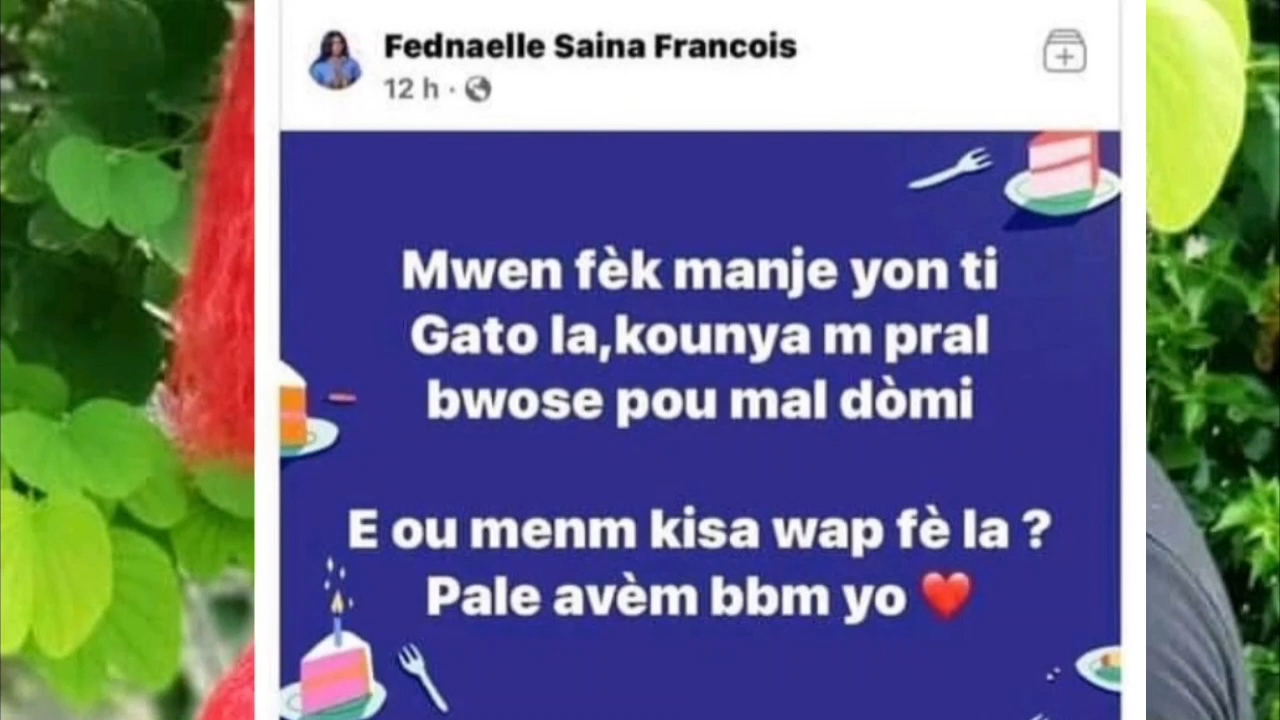 Fednaelle Saina Francois
12 h ·
Mwen fèk manje yon ti
Gato la,kounya m pral
bwose pou mal dòmi
E ou menm kisa wap fè la ?
Pale avèm bbm yo ❤️